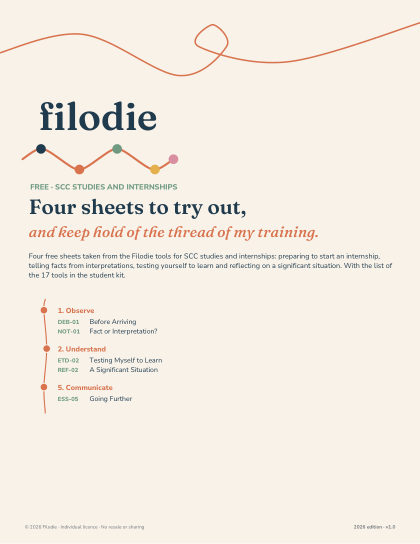 filodie
FREE · SCC STUDIES AND INTERNSHIPS
Four sheets to try out,
and keep hold of the thread of my training.
Four free sheets taken from the Filodie tools for SCC studies and internships: preparing to start an internship,
telling facts from interpretations, testing yourself to learn and reflecting on a significant situation. With the list of
the 17 tools in the student kit.
1. Observe
DEB-01 Before Arriving
NOT-01 Fact or Interpretation?
2. Understand
ETD-02 Testing Myself to Learn
REF-02 A Significant Situation
5. Communicate
ESS-05 Going Further
© 2026 Filodie · Individual licence · No resale or sharing
2026 edition · v1.0